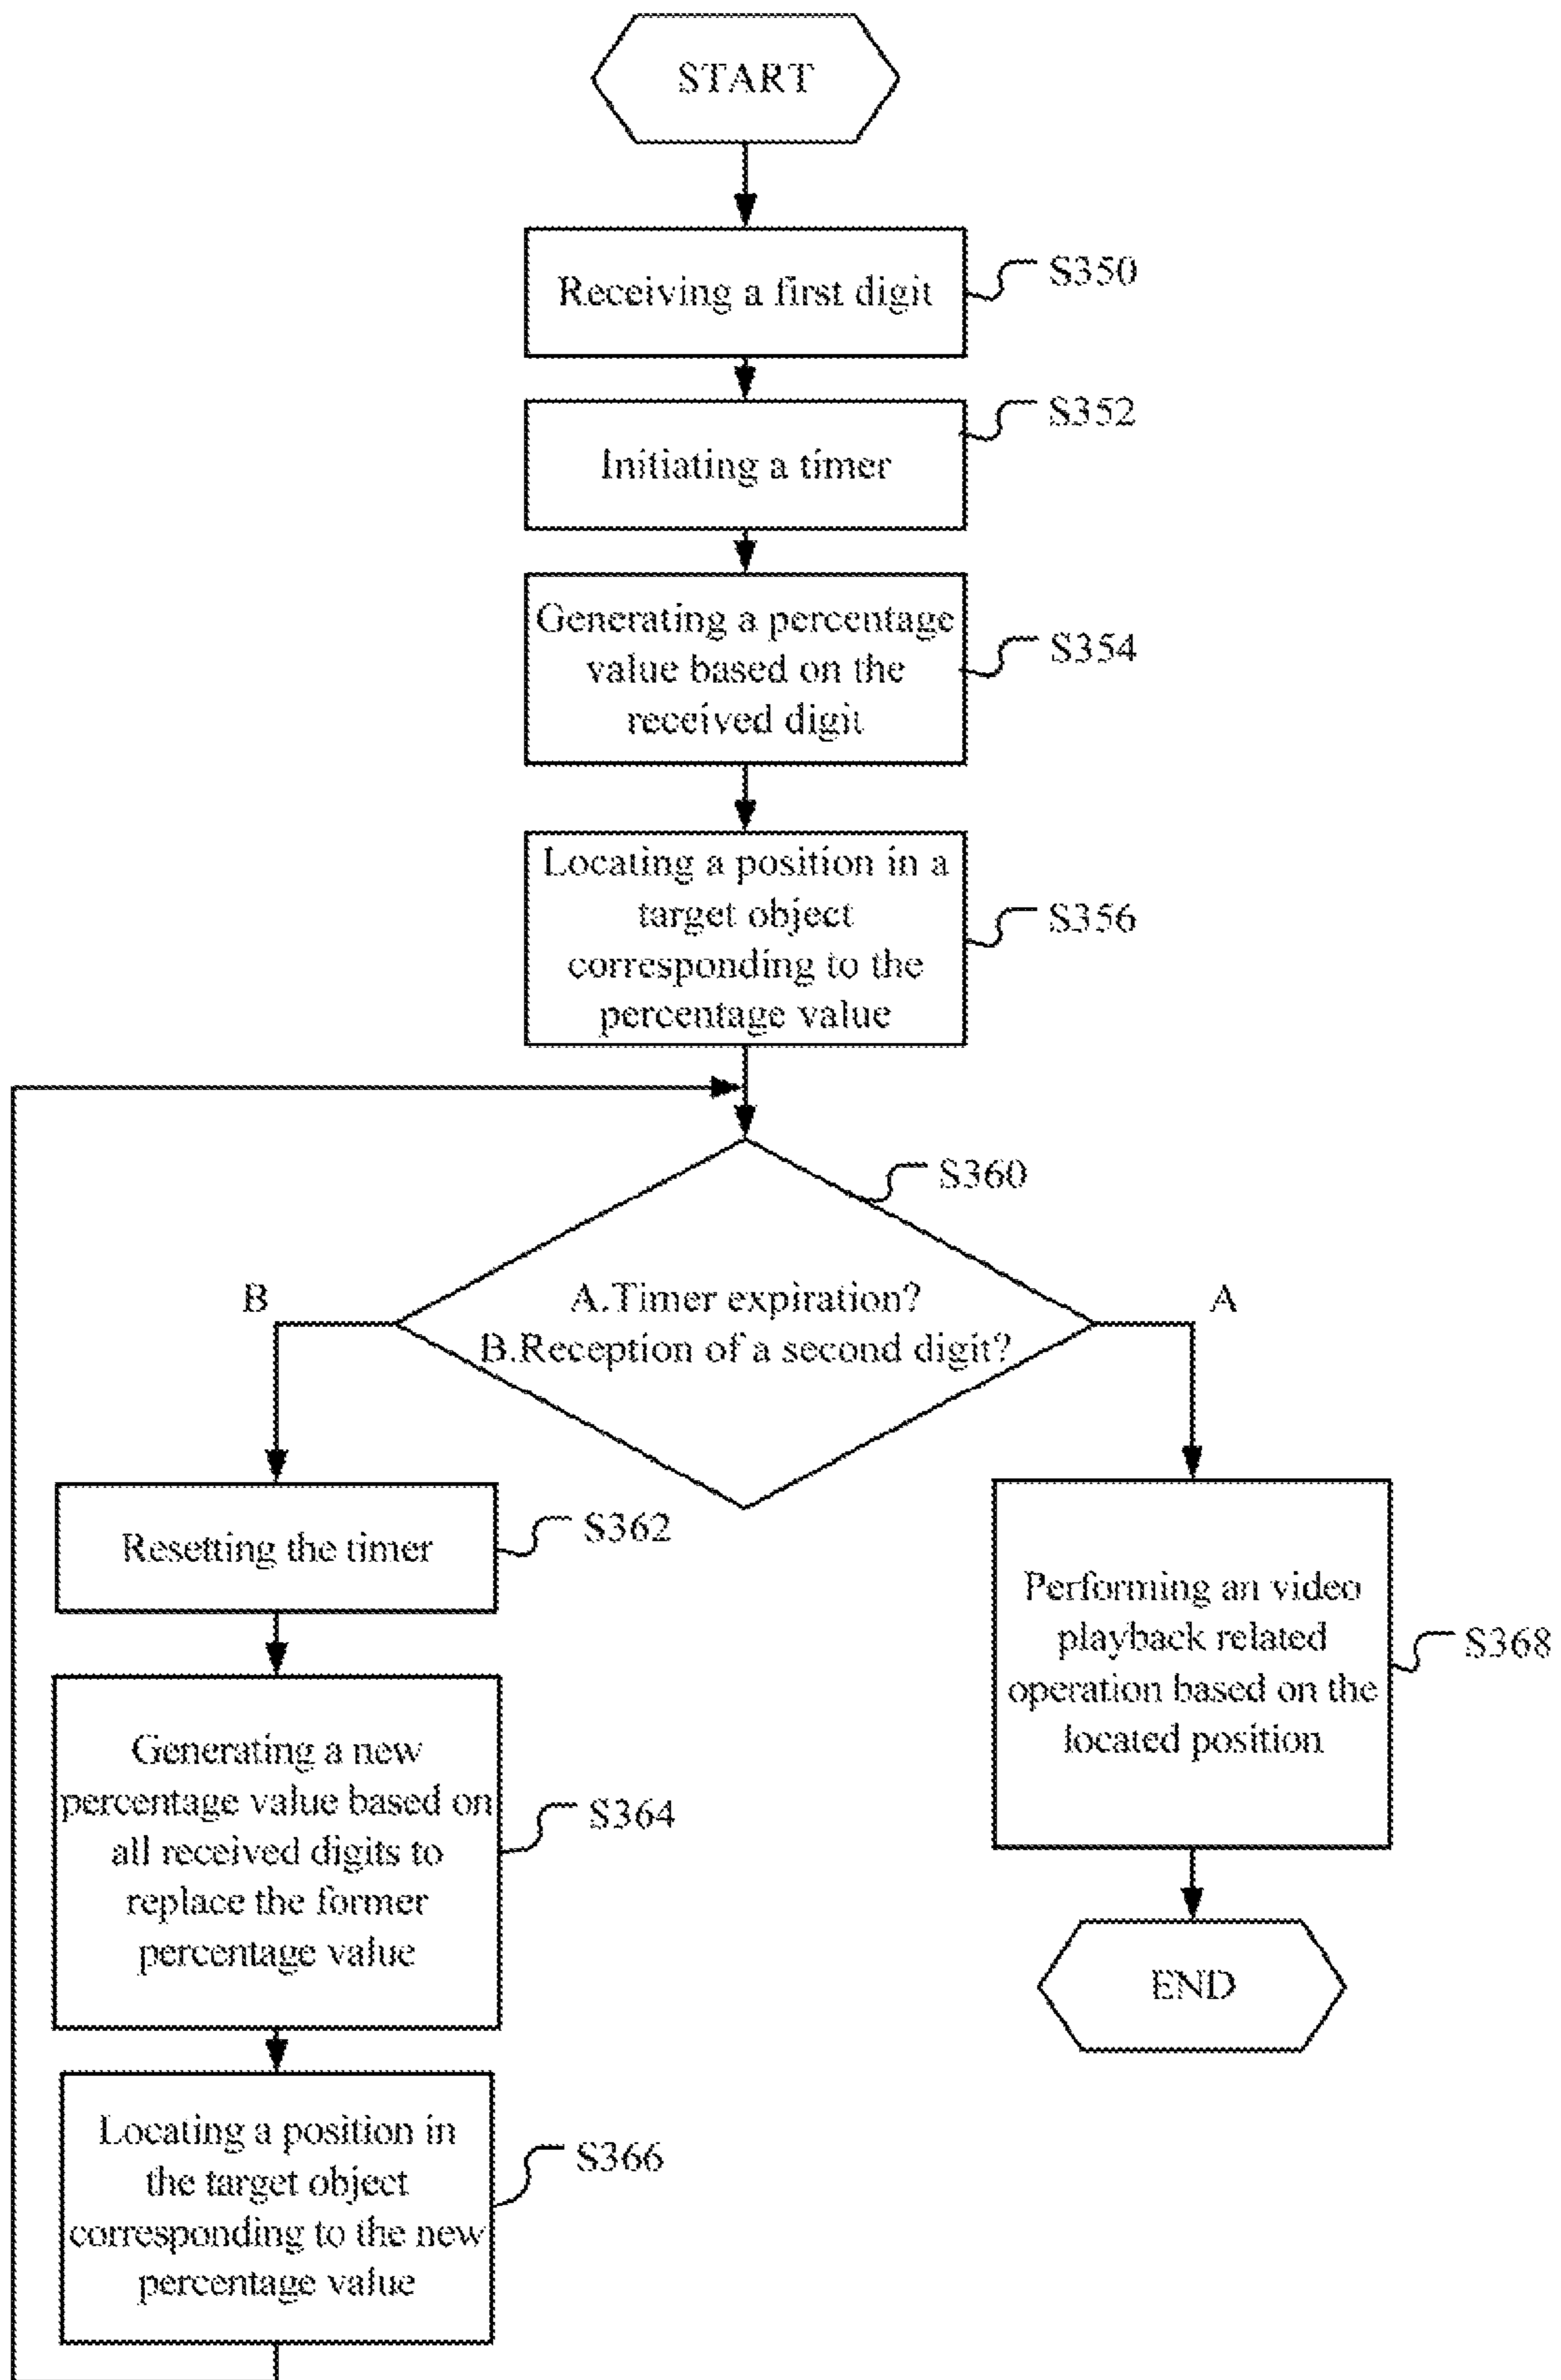 START
Receiving a first digit
S350
Initiating a timer
S352
Generating a percentage
value based on the
received digit
S354
Locating a position in a
target object
corresponding to the
percentage value
S356
S360
A.Timer expiration?
B.Reception of a second digit?
B
A
Resetting the timer
S362
Generating a new
percentage value based on
all received digits to
replace the former
percentage value
S364
Locating a position in
the target object
corresponding to the new
percentage value
S366
Performing an video
playback related
operation based on the
located position
S368
END